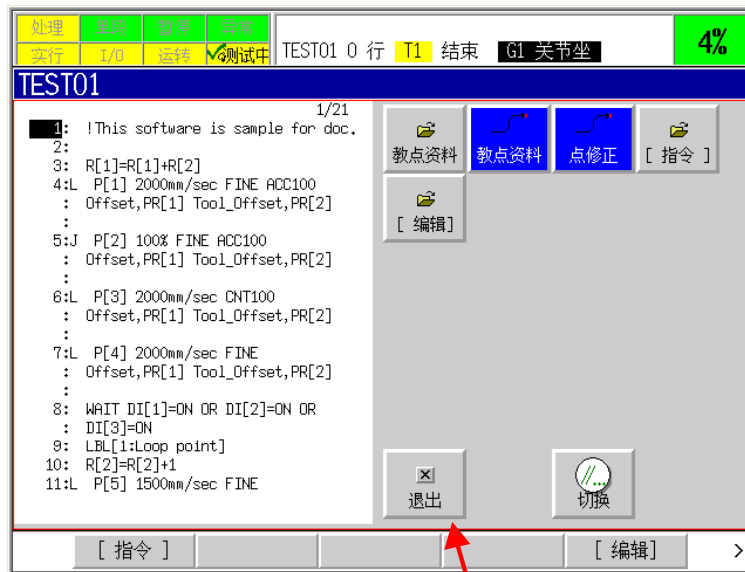 处理 单段 暂停 异常
实行 I/O 运转 测试中
TEST01 0 行 T1 结束 G1 关节坐
4%
TEST01
1/21
1: !This software is sample for doc.
2:
3: R[1]=R[1]+R[2]
4:L P[1] 2000mm/sec FINE ACC100
: Offset,PR[1] Tool_Offset,PR[2]
:
5:J P[2] 100% FINE ACC100
: Offset,PR[1] Tool_Offset,PR[2]
:
6:L P[3] 2000mm/sec CNT100
: Offset,PR[1] Tool_Offset,PR[2]
:
7:L P[4] 2000mm/sec FINE
: Offset,PR[1] Tool_Offset,PR[2]
:
8: WAIT DI[1]=ON OR DI[2]=ON OR
: DI[3]=ON
9: LBL[1:Loop point]
10: R[2]=R[2]+1
11:L P[5] 1500mm/sec FINE
教点资料 教点资料 点修正 [ 指令 ]
[ 编辑]
退出
//...
切换
[ 指令 ] [ 编辑] >